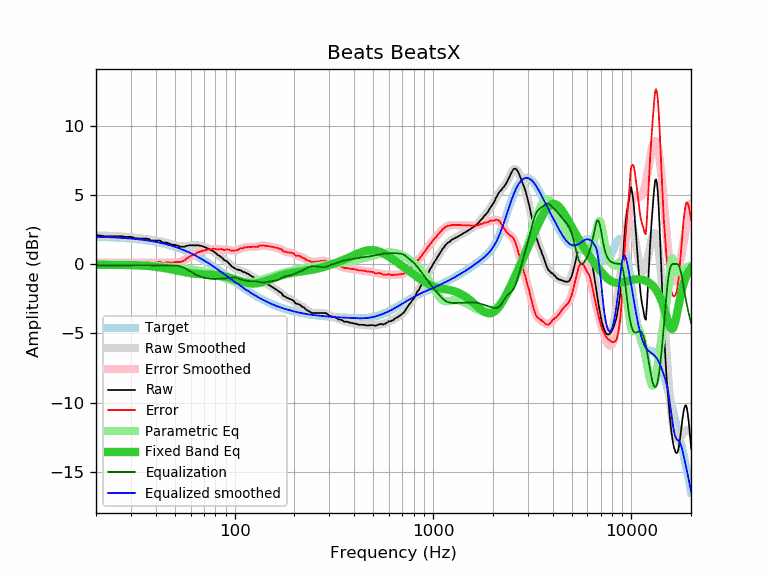 Beats BeatsX
Amplitude (dBr)
10
5
0
−5
−10
−15
Target
Raw Smoothed
Error Smoothed
Raw
Error
Parametric Eq
Fixed Band Eq
Equalization
Equalized smoothed
100 1000 10000
Frequency (Hz)